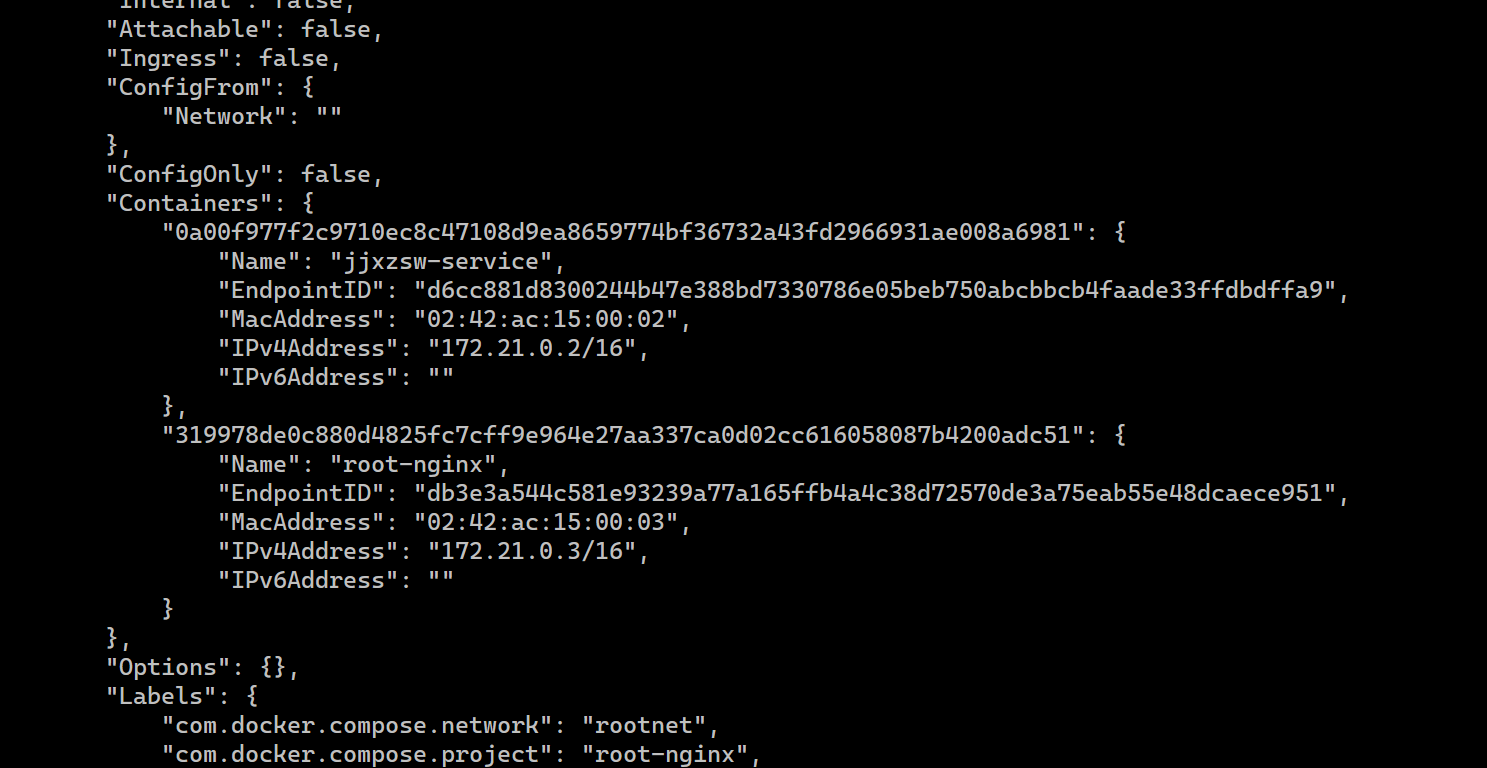 "Internal": false,
"Attachable": false,
"Ingress": false,
"ConfigFrom": {
"Network": ""
},
"ConfigOnly": false,
"Containers": {
"0a00f977f2c9710ec8c47108d9ea8659774bf36732a43fd2966931ae008a6981": {
"Name": "jjxzsw-service",
"EndpointID": "d6cc881d8300244b47e388bd7330786e05beb750abcbbcb4faade33ffdbdffa9",
"MacAddress": "02:42:ac:15:00:02",
"IPv4Address": "172.21.0.2/16",
"IPv6Address": ""
},
"319978de0c880d4825fc7cff9e964e27aa337ca0d02cc616058087b4200adc51": {
"Name": "root-nginx",
"EndpointID": "db3e3a544c581e93239a77a165ffb4a4c38d72570de3a75eab55e48dcaece951",
"MacAddress": "02:42:ac:15:00:03",
"IPv4Address": "172.21.0.3/16",
"IPv6Address": ""
}
},
"Options": {},
"Labels": {
"com.docker.compose.network": "rootnet",
"com.docker.compose.project": "root-nginx",